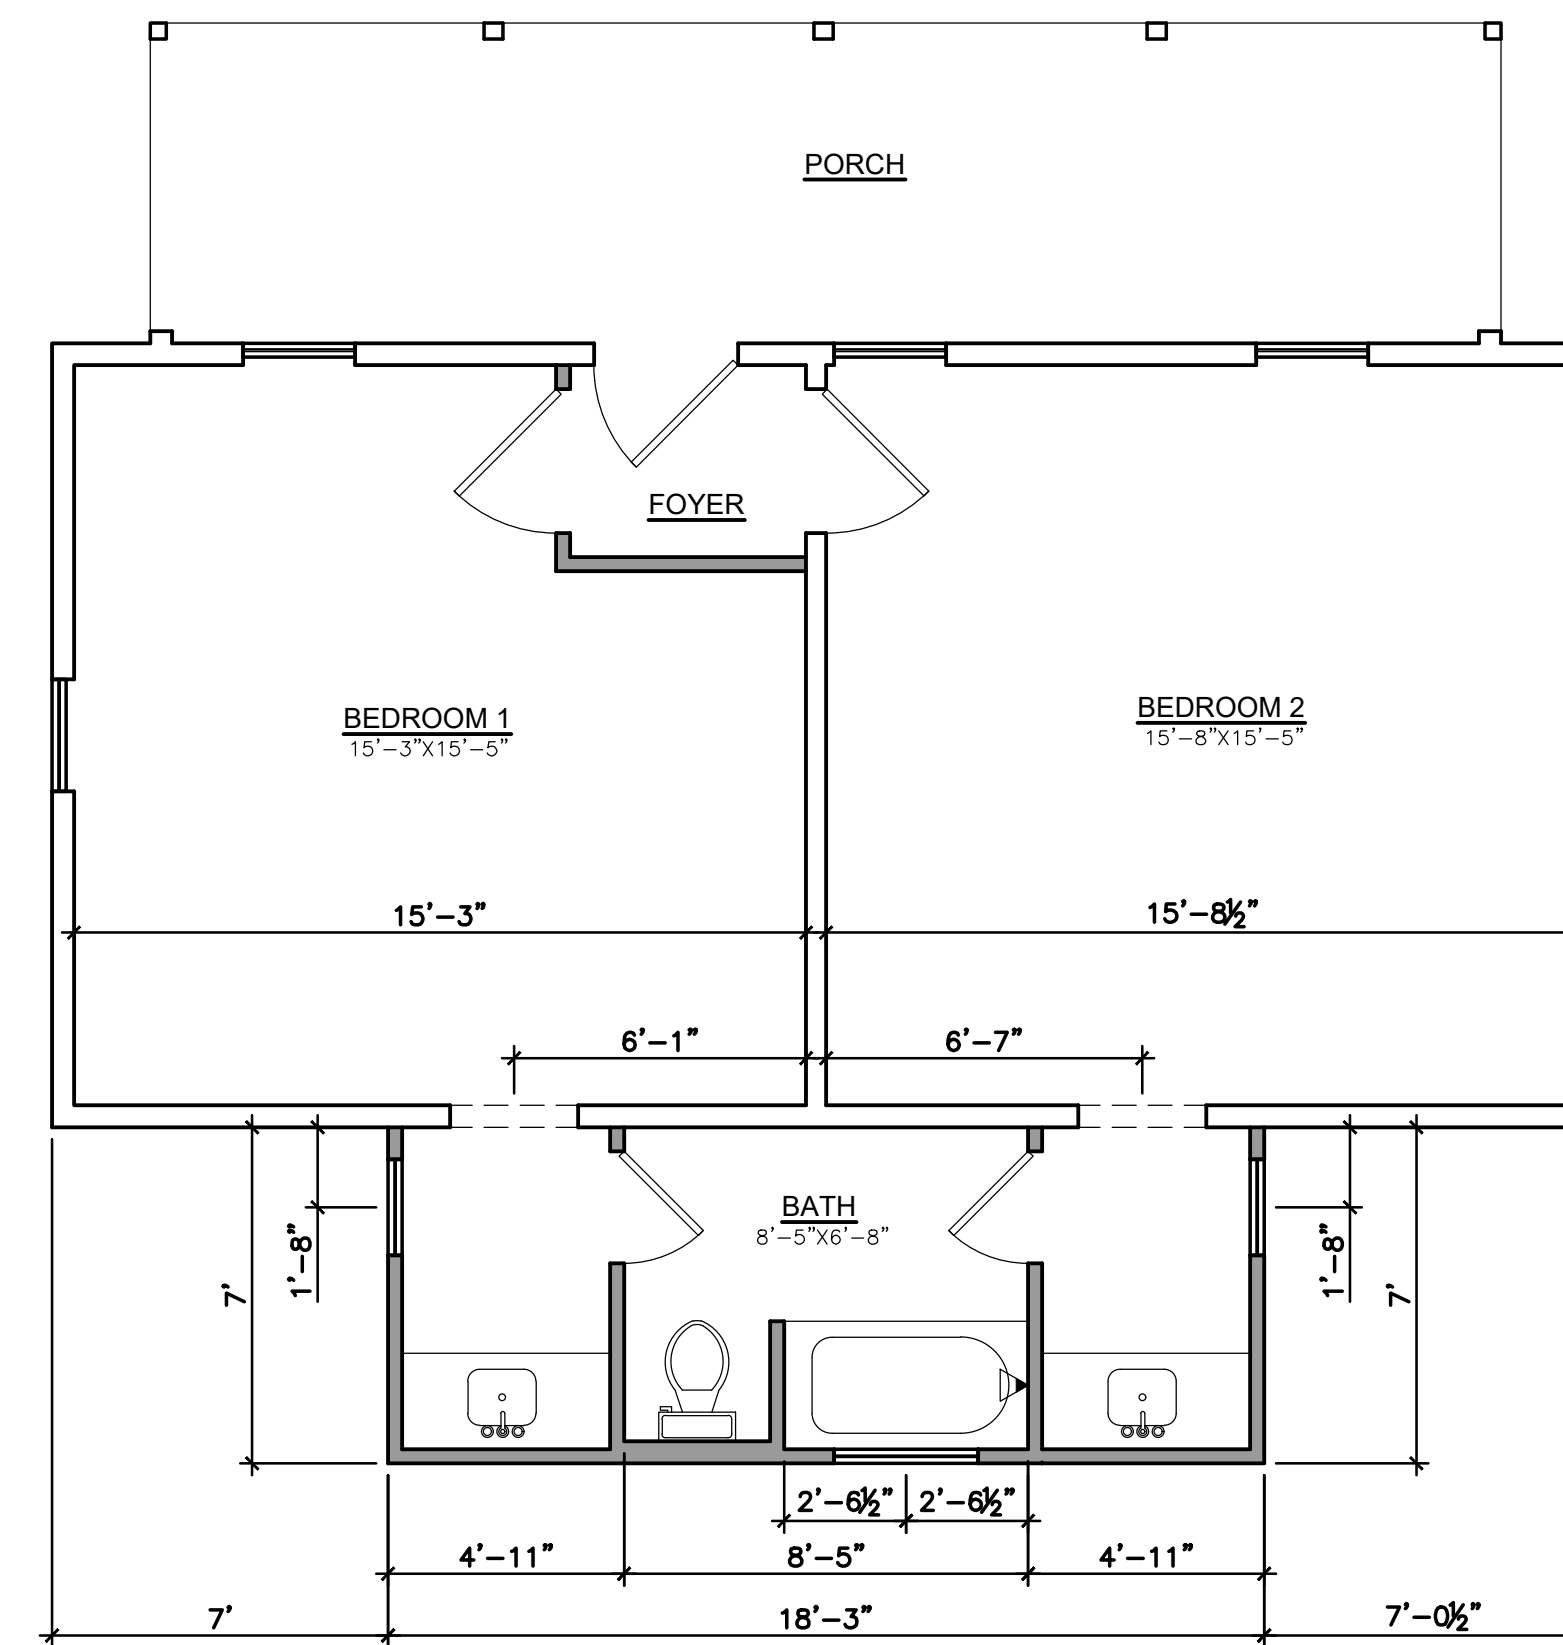 PORCH
FOYER
BEDROOM 1
15'-3"X15'-5"
BEDROOM 2
15'-8"X15'-5"
15'-3"
15'-8½"
6'-1"
6'-7"
BATH
8'-5"X6'-8"
1'-8"
7'
1'-8"
7'
2'-6½"
2'-6½"
4'-11"
8'-5"
4'-11"
7'
18'-3"
7'-0½"